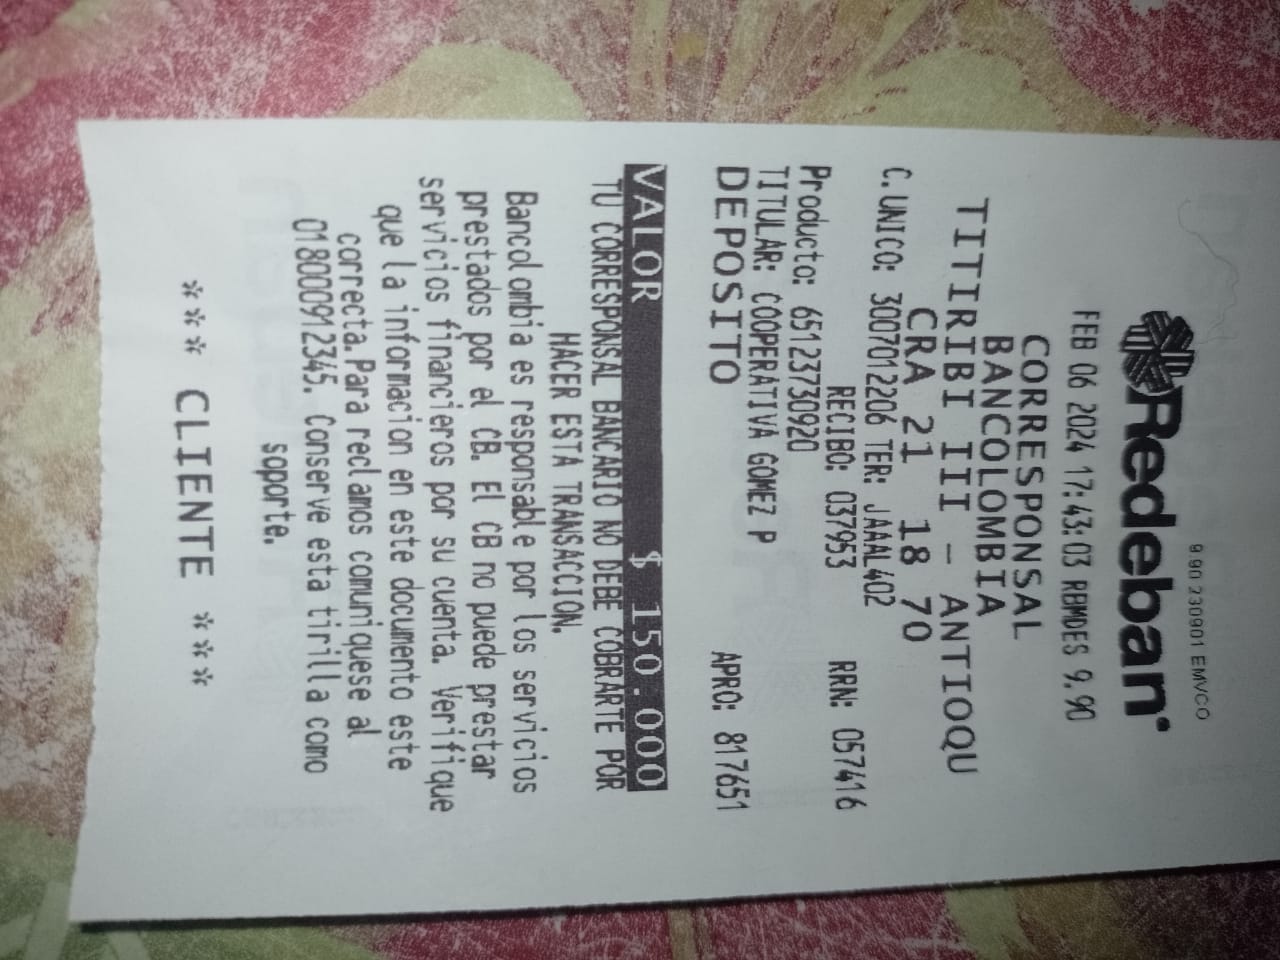 9.90 230901 EMVCO
Redeban
FEB 06 2024 17:43:03 RBMDES 9.90
CORRESPONSAL
BANCOLOMBIA
TITIRIBI III - ANTIOQU
CRA 21 18 70
C.UNICO: 3007012206 TER: JAAAL402
RECIBO: 037953 RRN: 057416
Producto: 65123730920
TITULAR: COOPERATIVA GOMEZ P
DEPOSITO APRO: 817651
VALOR $ 150.000
TU CORRESPONSAL BANCARIO NO DEBE COBRARTE POR
HACER ESTA TRANSACCION.
Bancolombia es responsable por los servicios
prestados por el CB. El CB no puede prestar
servicios financieros por su cuenta. Verifique
que la informacion en este documento este
correcta.Para reclamos comuniquese al
018000912345. Conserve esta tirilla como
soporte.
*** CLIENTE ***